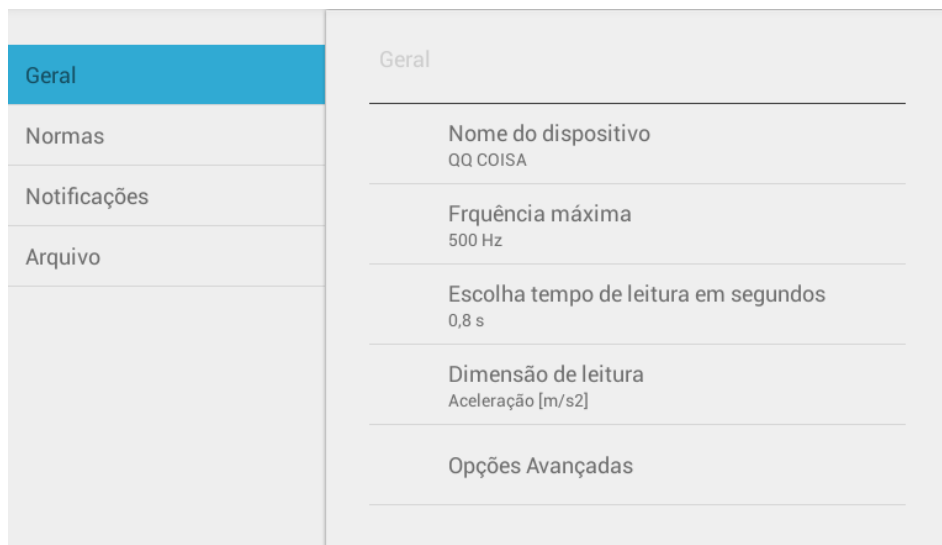 Geral
Normas
Notificações
Arquivo
Geral
Nome do dispositivo
QQ COISA
Frquência máxima
500 Hz
Escolha tempo de leitura em segundos
0,8 s
Dimensão de leitura
Aceleração [m/s2]
Opções Avançadas